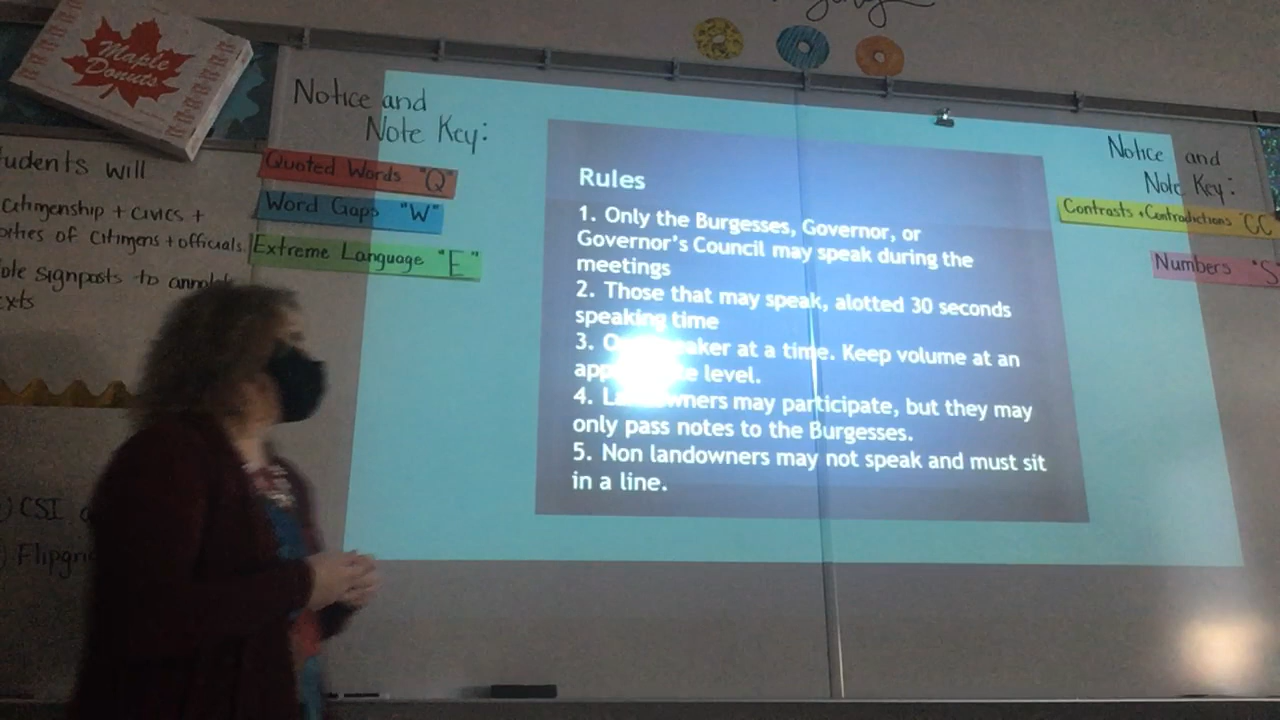 Maple
Donuts
Notice and
Note Key:
Quoted Words "Q"
Word Gaps "W"
Extreme Language "E"
udents will
citizenship + civics +
of citizens + officials.
signposts to
exts
CSI
Rules
1. Only the Burgesses, Governor, or
Governor's Council may speak during the
meetings
2. Those that may speak, alotted 30 seconds
speaking time
3. at a time. Keep volume at an
level.
4. Landowners may participate, but they may
only pass notes to the Burgesses.
5. Non landowners may not speak and must sit
in a line.
Notice and
Note Key:
Contrasts + Contradictions "CC
Numbers "S